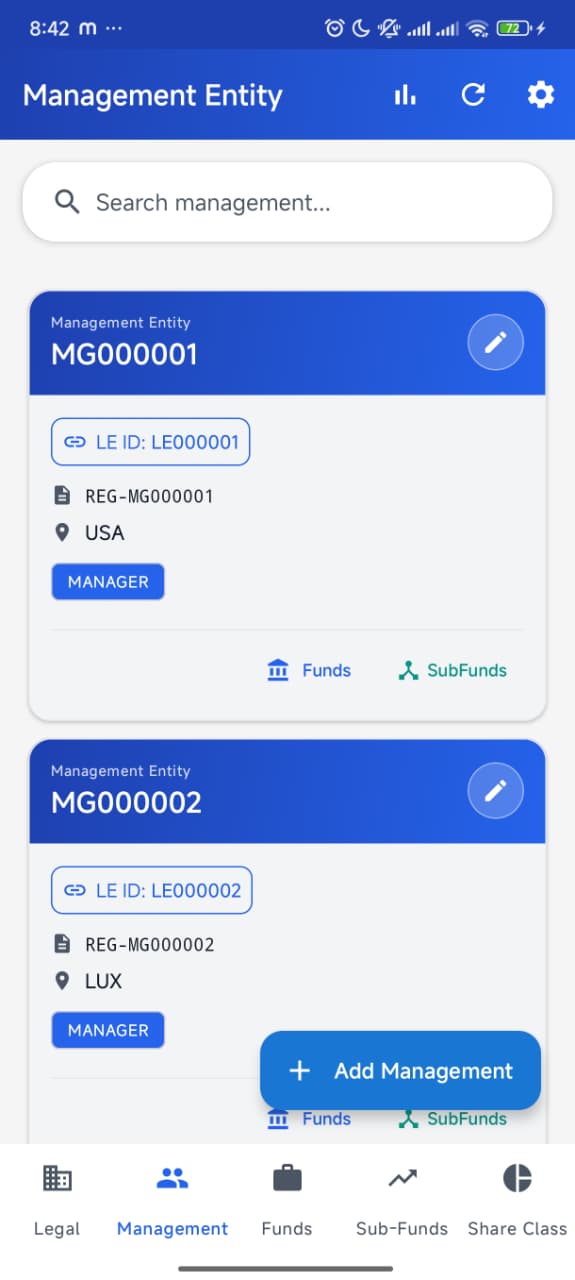 8:42 m ...
72
Management Entity
Search management...
Management Entity
MG000001
LE ID: LE000001
REG-MG000001
USA
MANAGER
Funds SubFunds
Management Entity
MG000002
LE ID: LE000002
REG-MG000002
LUX
MANAGER
+ Add Management
Funds SubFunds
Legal Management Funds Sub-Funds Share Class